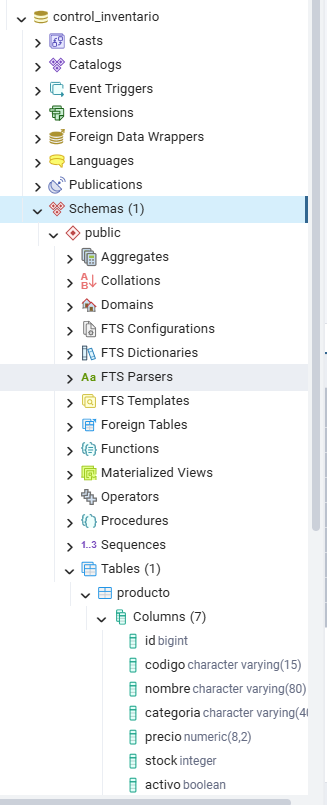 control_inventario
Casts
Catalogs
Event Triggers
Extensions
Foreign Data Wrappers
Languages
Publications
Schemas (1)
public
Aggregates
Collations
Domains
FTS Configurations
FTS Dictionaries
Aa FTS Parsers
FTS Templates
Foreign Tables
Functions
Materialized Views
Operators
Procedures
1..3 Sequences
Tables (1)
producto
Columns (7)
id bigint
codigo character varying(15)
nombre character varying(80)
categoria character varying(40
precio numeric(8,2)
stock integer
activo boolean